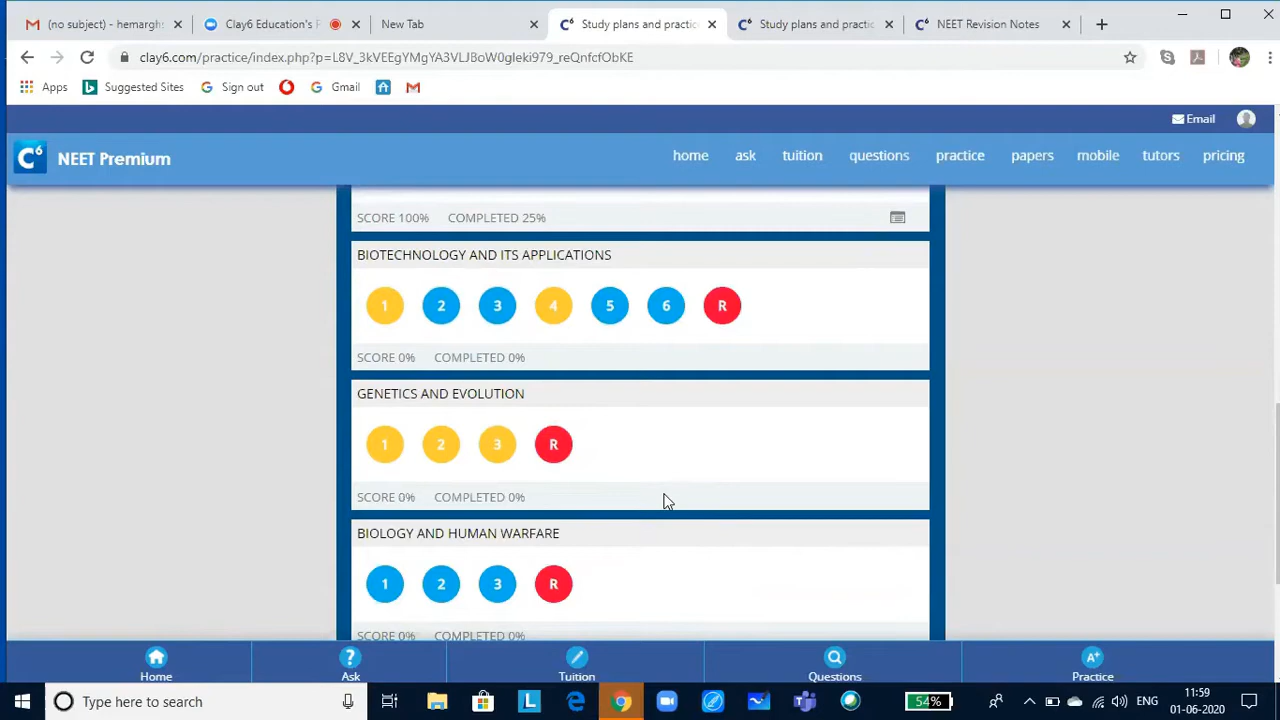 (no subject) - hemarghs
Clay6 Education's P
New Tab
Study plans and practic
Study plans and practic
NEET Revision Notes
clay6.com/practice/index.php?p=L8V_3kVEEgYMgYA3VLJBoW0gleki979_reQnfcfObKE
Apps
Suggested Sites
Sign out
Gmail
Email
C6
NEET Premium
home
ask
tuition
questions
practice
papers
mobile
tutors
pricing
SCORE 100% COMPLETED 25%
BIOTECHNOLOGY AND ITS APPLICATIONS
1 2 3 4 5 6 R
SCORE 0% COMPLETED 0%
GENETICS AND EVOLUTION
1 2 3 R
SCORE 0% COMPLETED 0%
BIOLOGY AND HUMAN WARFARE
1 2 3 R
SCORE 0% COMPLETED 0%
Home
Ask
Tuition
Questions
A+
Practice
Type here to search
54%
ENG
11:59
01-06-2020